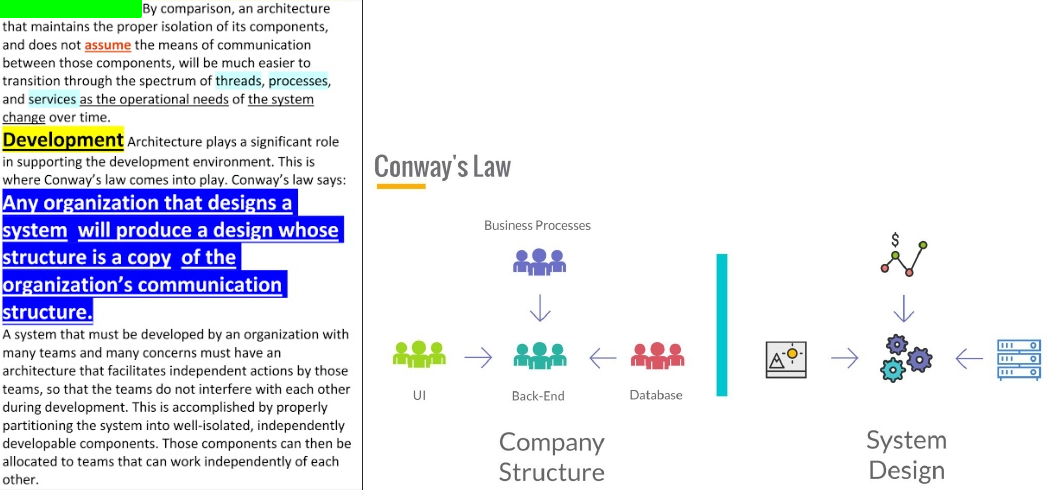 By comparison, an architecture
that maintains the proper isolation of its components,
and does not assume the means of communication
between those components, will be much easier to
transition through the spectrum of threads, processes,
and services as the operational needs of the system
change over time.
Development Architecture plays a significant role
in supporting the development environment. This is
where Conway's law comes into play. Conway's law says:
Any organization that designs a
system will produce a design whose
structure is a copy of the
organization's communication
structure.
A system that must be developed by an organization with
many teams and many concerns must have an
architecture that facilitates independent actions by those
teams, so that the teams do not interfere with each other
during development. This is accomplished by properly
partitioning the system into well-isolated, independently
developable components. Those components can then be
allocated to teams that can work independently of each
other.
Conway's Law
Business Processes
$
UI
Back-End
Database
Company
Structure
System
Design